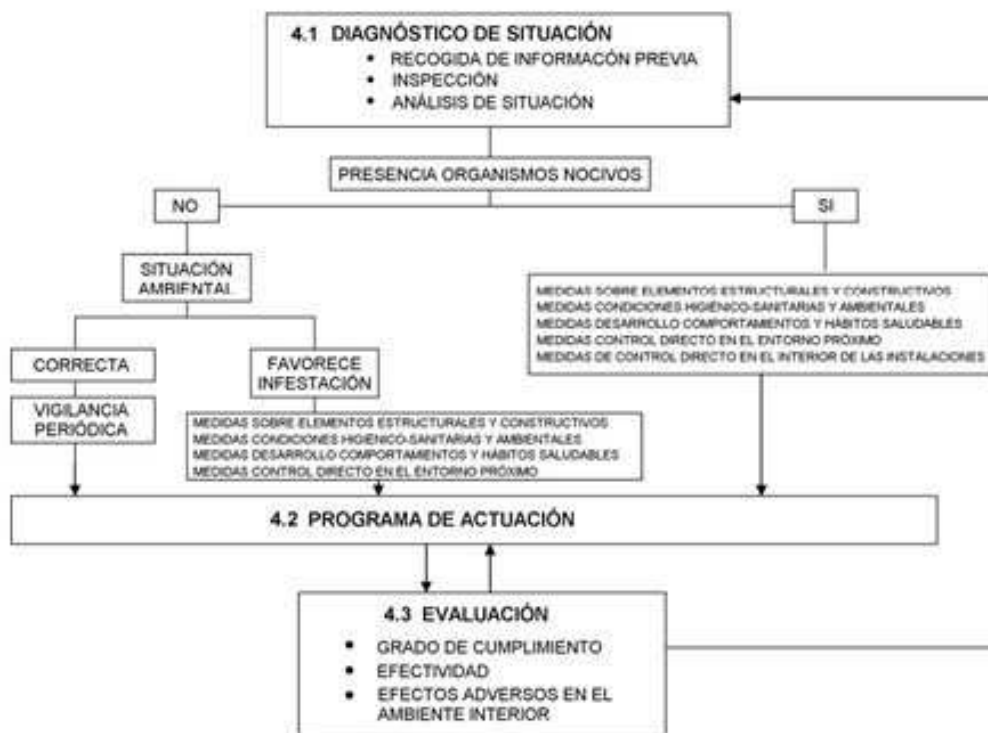 4.1 DIAGNÓSTICO DE SITUACIÓN
• RECOGIDA DE INFORMACÓN PREVIA
• INSPECCIÓN
• ANÁLISIS DE SITUACIÓN
PRESENCIA ORGANISMOS NOCIVOS
NO
SI
SITUACIÓN
AMBIENTAL
MEDIDAS SOBRE ELEMENTOS ESTRUCTURALES Y CONSTRUCTIVOS
MEDIDAS CONDICIONES HIGIÉNICO-SANITARIAS Y AMBIENTALES
MEDIDAS DESARROLLO COMPORTAMIENTOS Y HÁBITOS SALUDABLES
MEDIDAS CONTROL DIRECTO EN EL ENTORNO PRÓXIMO
MEDIDAS DE CONTROL DIRECTO EN EL INTERIOR DE LAS INSTALACIONES
CORRECTA
FAVORECE
INFESTACIÓN
VIGILANCIA
PERIÓDICA
MEDIDAS SOBRE ELEMENTOS ESTRUCTURALES Y CONSTRUCTIVOS
MEDIDAS CONDICIONES HIGIÉNICO-SANITARIAS Y AMBIENTALES
MEDIDAS DESARROLLO COMPORTAMIENTOS Y HÁBITOS SALUDABLES
MEDIDAS CONTROL DIRECTO EN EL ENTORNO PRÓXIMO
4.2 PROGRAMA DE ACTUACIÓN
4.3 EVALUACIÓN
• GRADO DE CUMPLIMIENTO
• EFECTIVIDAD
• EFECTOS ADVERSOS EN EL
AMBIENTE INTERIOR